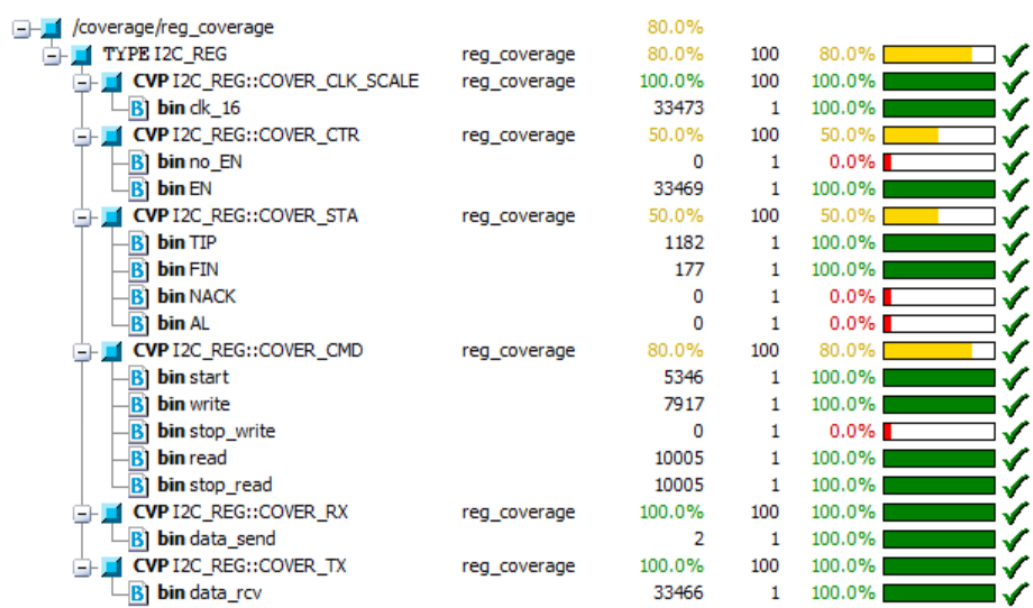 /coverage/reg_coverage 80.0%
TYPE I2C_REG reg_coverage 80.0% 100 80.0%
CVP I2C_REG::COVER_CLK_SCALE reg_coverage 100.0% 100 100.0%
B bin clk_16 33473 1 100.0%
CVP I2C_REG::COVER_CTR reg_coverage 50.0% 100 50.0%
B bin no_EN 0 1 0.0%
B bin EN 33469 1 100.0%
CVP I2C_REG::COVER_STA reg_coverage 50.0% 100 50.0%
B bin TIP 1182 1 100.0%
B bin FIN 177 1 100.0%
B bin NACK 0 1 0.0%
B bin AL 0 1 0.0%
CVP I2C_REG::COVER_CMD reg_coverage 80.0% 100 80.0%
B bin start 5346 1 100.0%
B bin write 7917 1 100.0%
B bin stop_write 0 1 0.0%
B bin read 10005 1 100.0%
B bin stop_read 10005 1 100.0%
CVP I2C_REG::COVER_RX reg_coverage 100.0% 100 100.0%
B bin data_send 2 1 100.0%
CVP I2C_REG::COVER_TX reg_coverage 100.0% 100 100.0%
B bin data_rcv 33466 1 100.0%